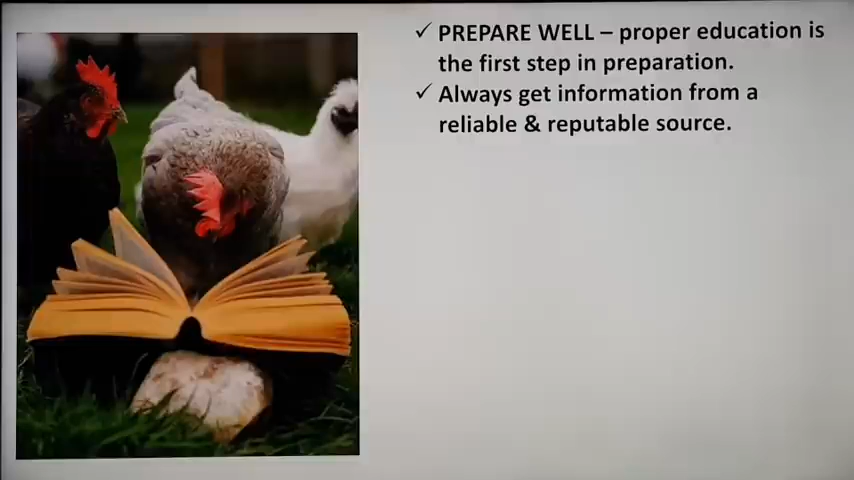 ✓ PREPARE WELL – proper education is
the first step in preparation.
✓ Always get information from a
reliable & reputable source.